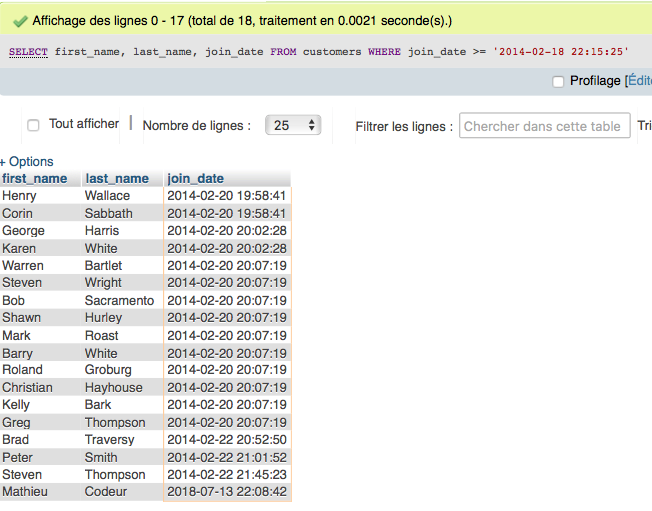 Affichage des lignes 0 - 17 (total de 18, traitement en 0.0021 seconde(s).)
SELECT first_name, last_name, join_date FROM customers WHERE join_date >= '2014-02-18 22:15:25'
Profilage [Édite
Tout afficher | Nombre de lignes : 25 Filtrer les lignes : Chercher dans cette table Tri
+ Options
first_name last_name join_date
Henry Wallace 2014-02-20 19:58:41
Corin Sabbath 2014-02-20 19:58:41
George Harris 2014-02-20 20:02:28
Karen White 2014-02-20 20:02:28
Warren Bartlet 2014-02-20 20:07:19
Steven Wright 2014-02-20 20:07:19
Bob Sacramento 2014-02-20 20:07:19
Shawn Hurley 2014-02-20 20:07:19
Mark Roast 2014-02-20 20:07:19
Barry White 2014-02-20 20:07:19
Roland Groburg 2014-02-20 20:07:19
Christian Hayhouse 2014-02-20 20:07:19
Kelly Bark 2014-02-20 20:07:19
Greg Thompson 2014-02-20 20:07:19
Brad Traversy 2014-02-22 20:52:50
Peter Smith 2014-02-22 21:01:52
Steven Thompson 2014-02-22 21:45:23
Mathieu Codeur 2018-07-13 22:08:42